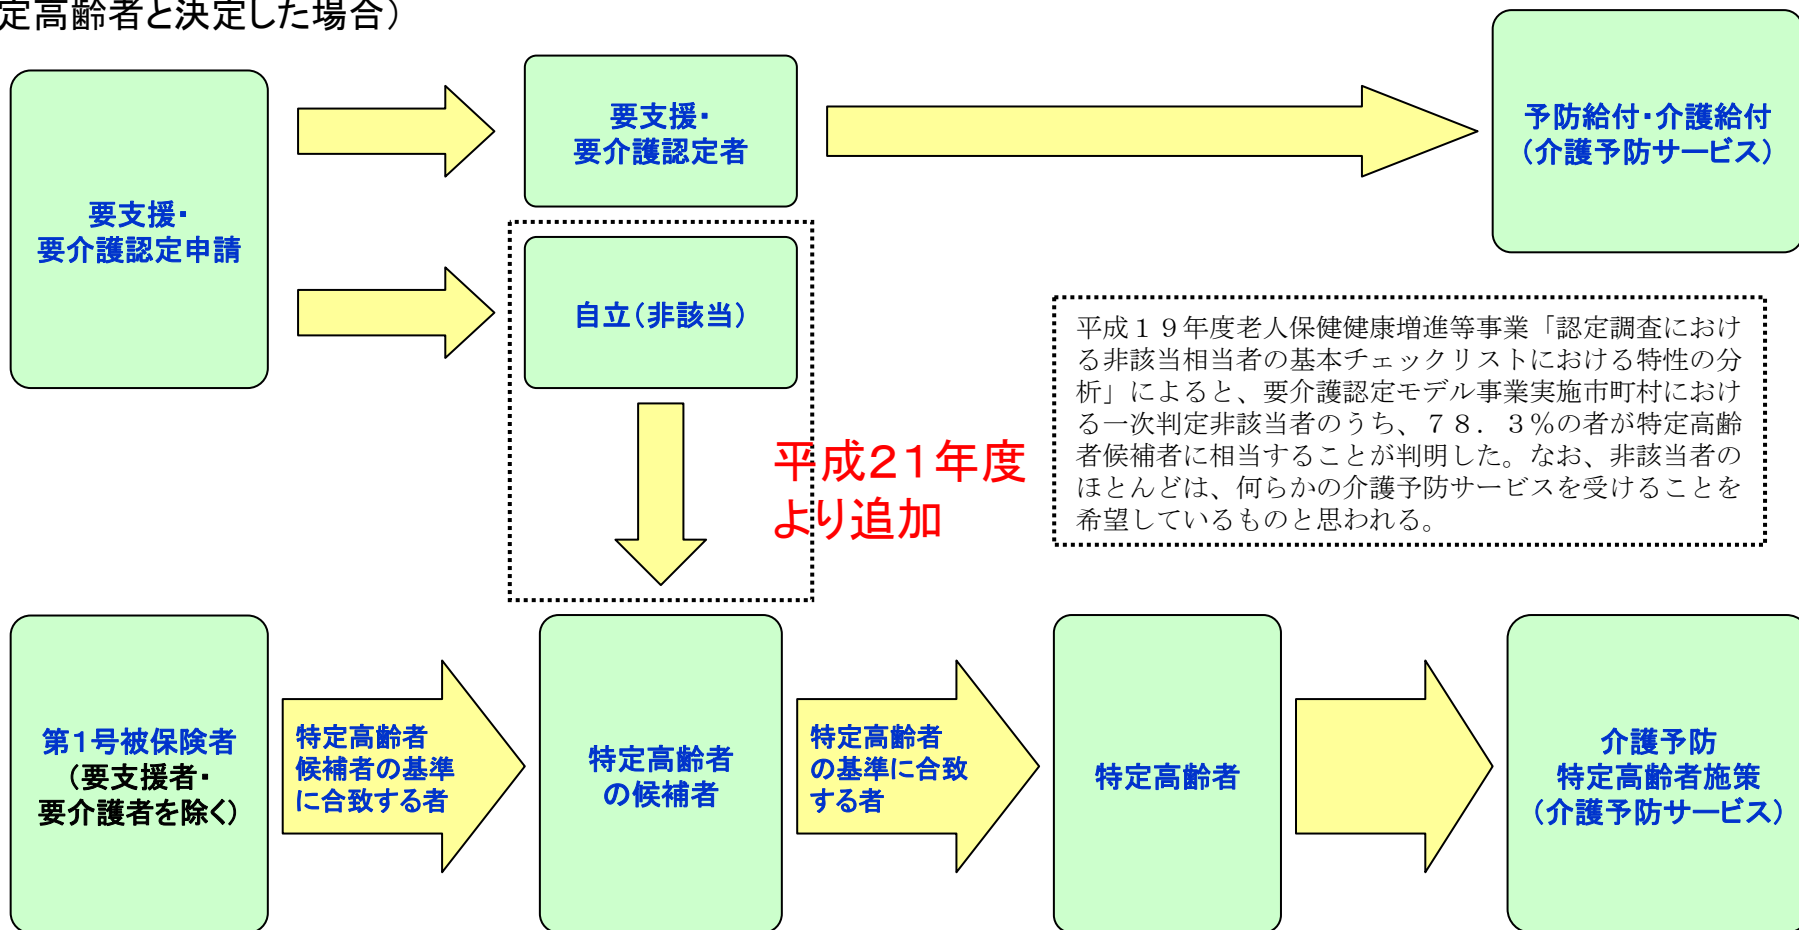 定高齢者と決定した場合）
要支援・
要介護認定申請
要支援・
要介護認定者
予防給付・介護給付
（介護予防サービス）
自立（非該当）
平成１９年度老人保健健康増進等事業「認定調査におけ
る非該当相当者の基本チェックリストにおける特性の分
析」によると、要介護認定モデル事業実施市町村におけ
る一次判定非該当者のうち、７８．３％の者が特定高齢
者候補者に相当することが判明した。なお、非該当者の
ほとんどは、何らかの介護予防サービスを受けることを
希望しているものと思われる。
平成２１年度
より追加
第１号被保険者
（要支援者・
要介護者を除く）
特定高齢者
候補者の基準
に合致する者
特定高齢者
の候補者
特定高齢者
の基準に合致
する者
特定高齢者
介護予防
特定高齢者施策
（介護予防サービス）